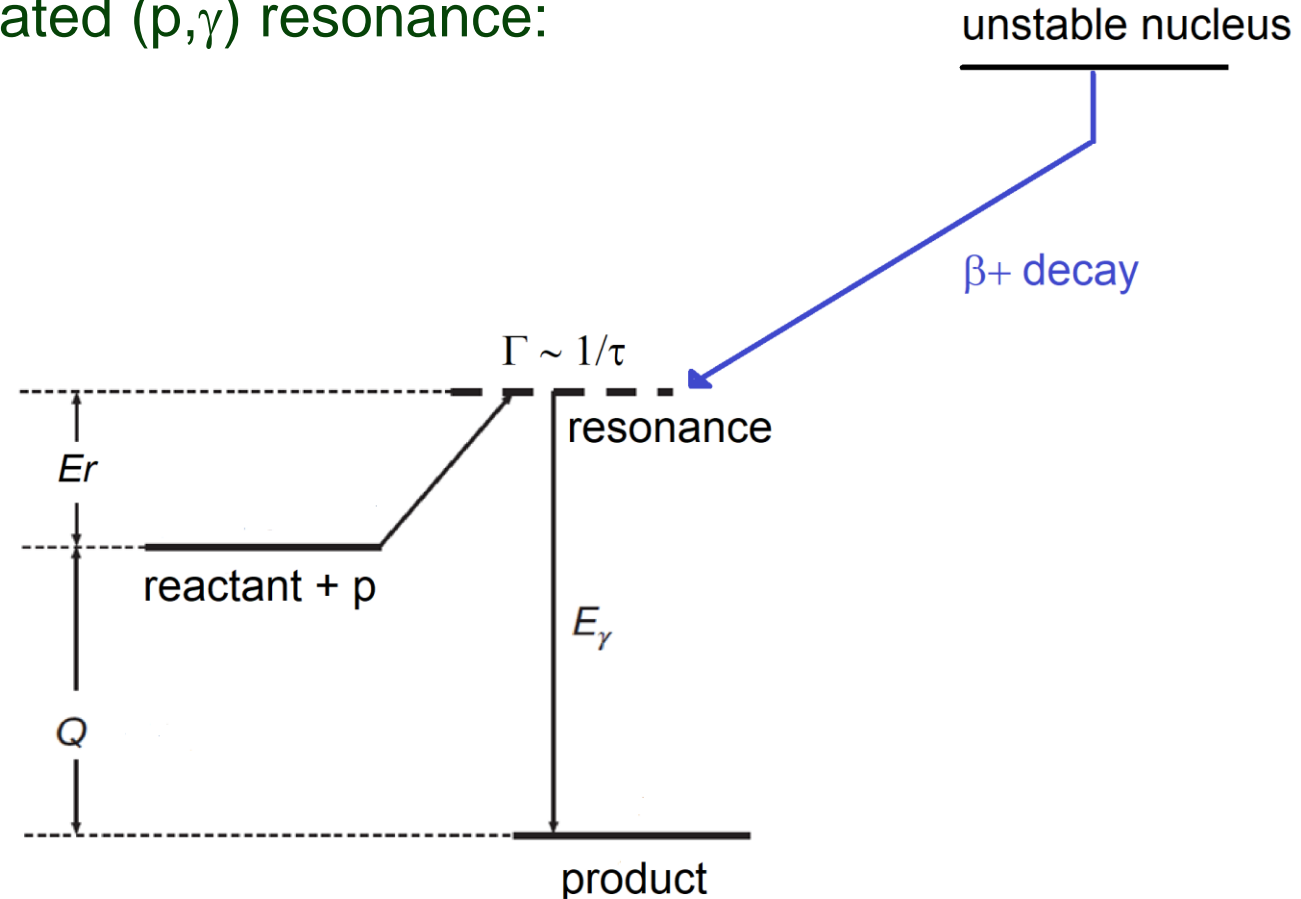 ated (p,γ) resonance:
unstable nucleus
β+ decay
Γ ~ 1/τ
resonance
Er
reactant + p
Eγ
Q
product